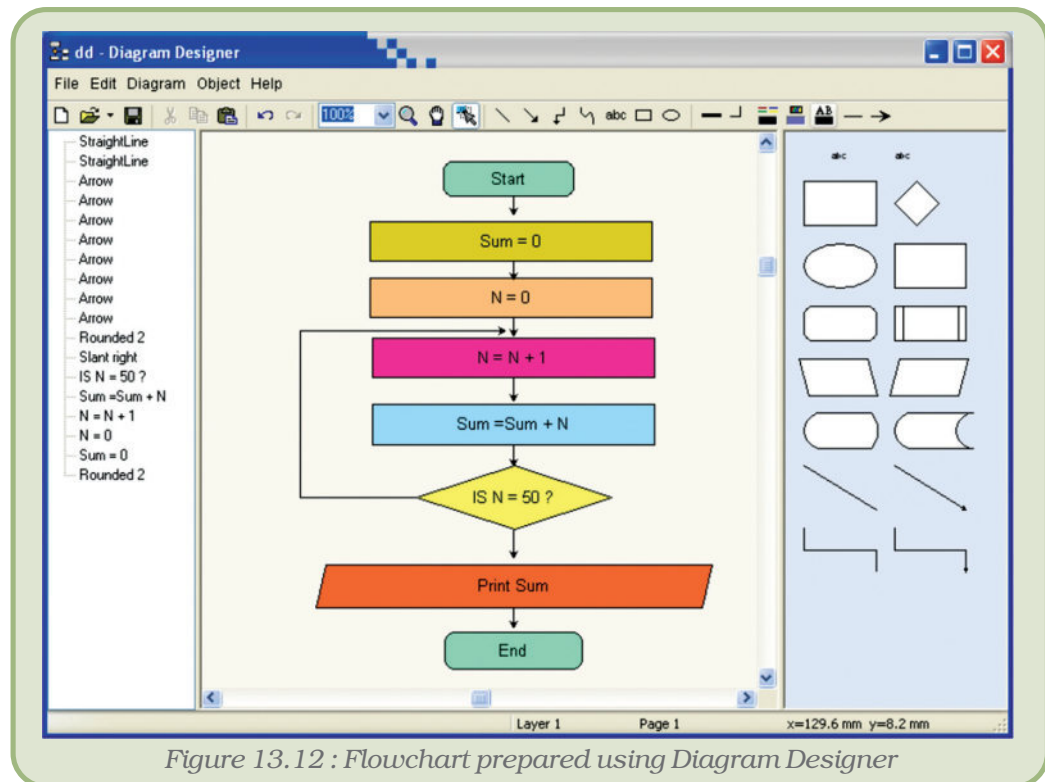 dd - Diagram Designer
File Edit Diagram Object Help
100%
abc
AB
StraightLine
StraightLine
Arrow
Arrow
Arrow
Arrow
Arrow
Arrow
Arrow
Arrow
Rounded 2
Slant right
IS N = 50 ?
Sum =Sum + N
N = N + 1
N = 0
Sum = 0
Rounded 2
Start
Sum = 0
N = 0
N = N + 1
Sum =Sum + N
IS N = 50 ?
Print Sum
End
abc abc
Layer 1 Page 1 x=129.6 mm y=8.2 mm
Figure 13.12 : Flowchart prepared using Diagram Designer